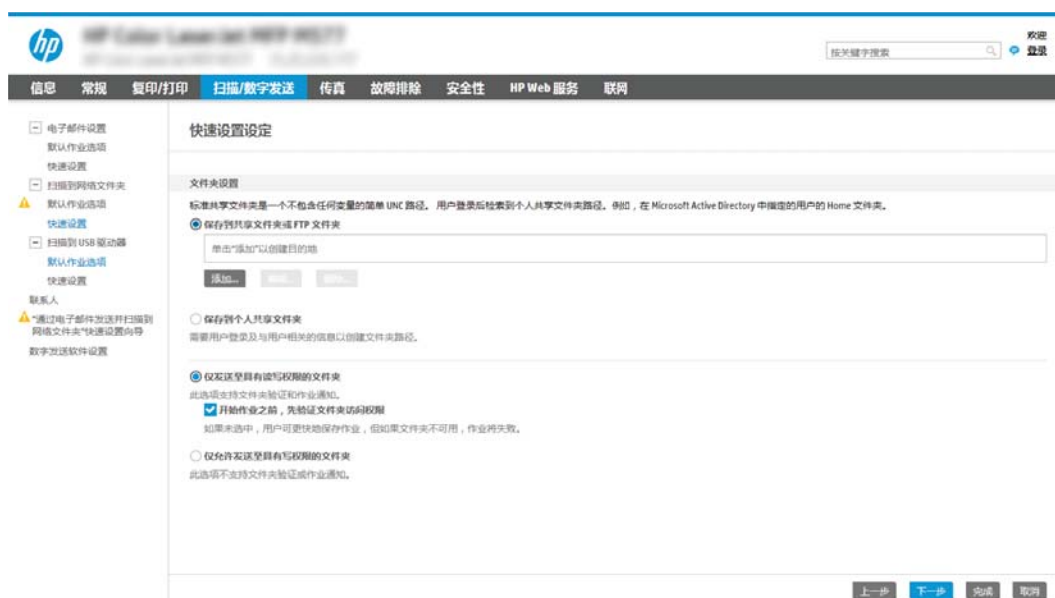 hp
欢迎
按关键字搜索
登录
信息 常规 复印/打印 扫描/数字发送 传真 故障排除 安全性 HP Web 服务 联网
电子邮件设置
默认作业选项
快速设置
扫描到网络文件夹
默认作业选项
快速设置
扫描到 USB 驱动器
默认作业选项
快速设置
联系人
"通过电子邮件发送并扫描到
网络文件夹"快速设置向导
数字发送软件设置
快速设置设定
文件夹设置
标准共享文件夹是一个不包含任何变量的简单 UNC 路径。 用户登录后检索到个人共享文件夹路径。例如，在 Microsoft Active Directory 中指定的用户的 Home 文件夹。
保存到共享文件夹或 FTP 文件夹
单击"添加"以创建目的地
添加...
保存到个人共享文件夹
需要用户登录及与用户相关的信息以创建文件夹路径。
仅发送至具有读写权限的文件夹
此选项支持文件夹验证和作业通知。
开始作业之前，先验证文件夹访问权限
如果未选中，用户可更快地保存作业，但如果文件夹不可用，作业将失败。
仅允许发送至具有写权限的文件夹
此选项不支持文件夹验证或作业通知。
上一步 下一步 完成 取消